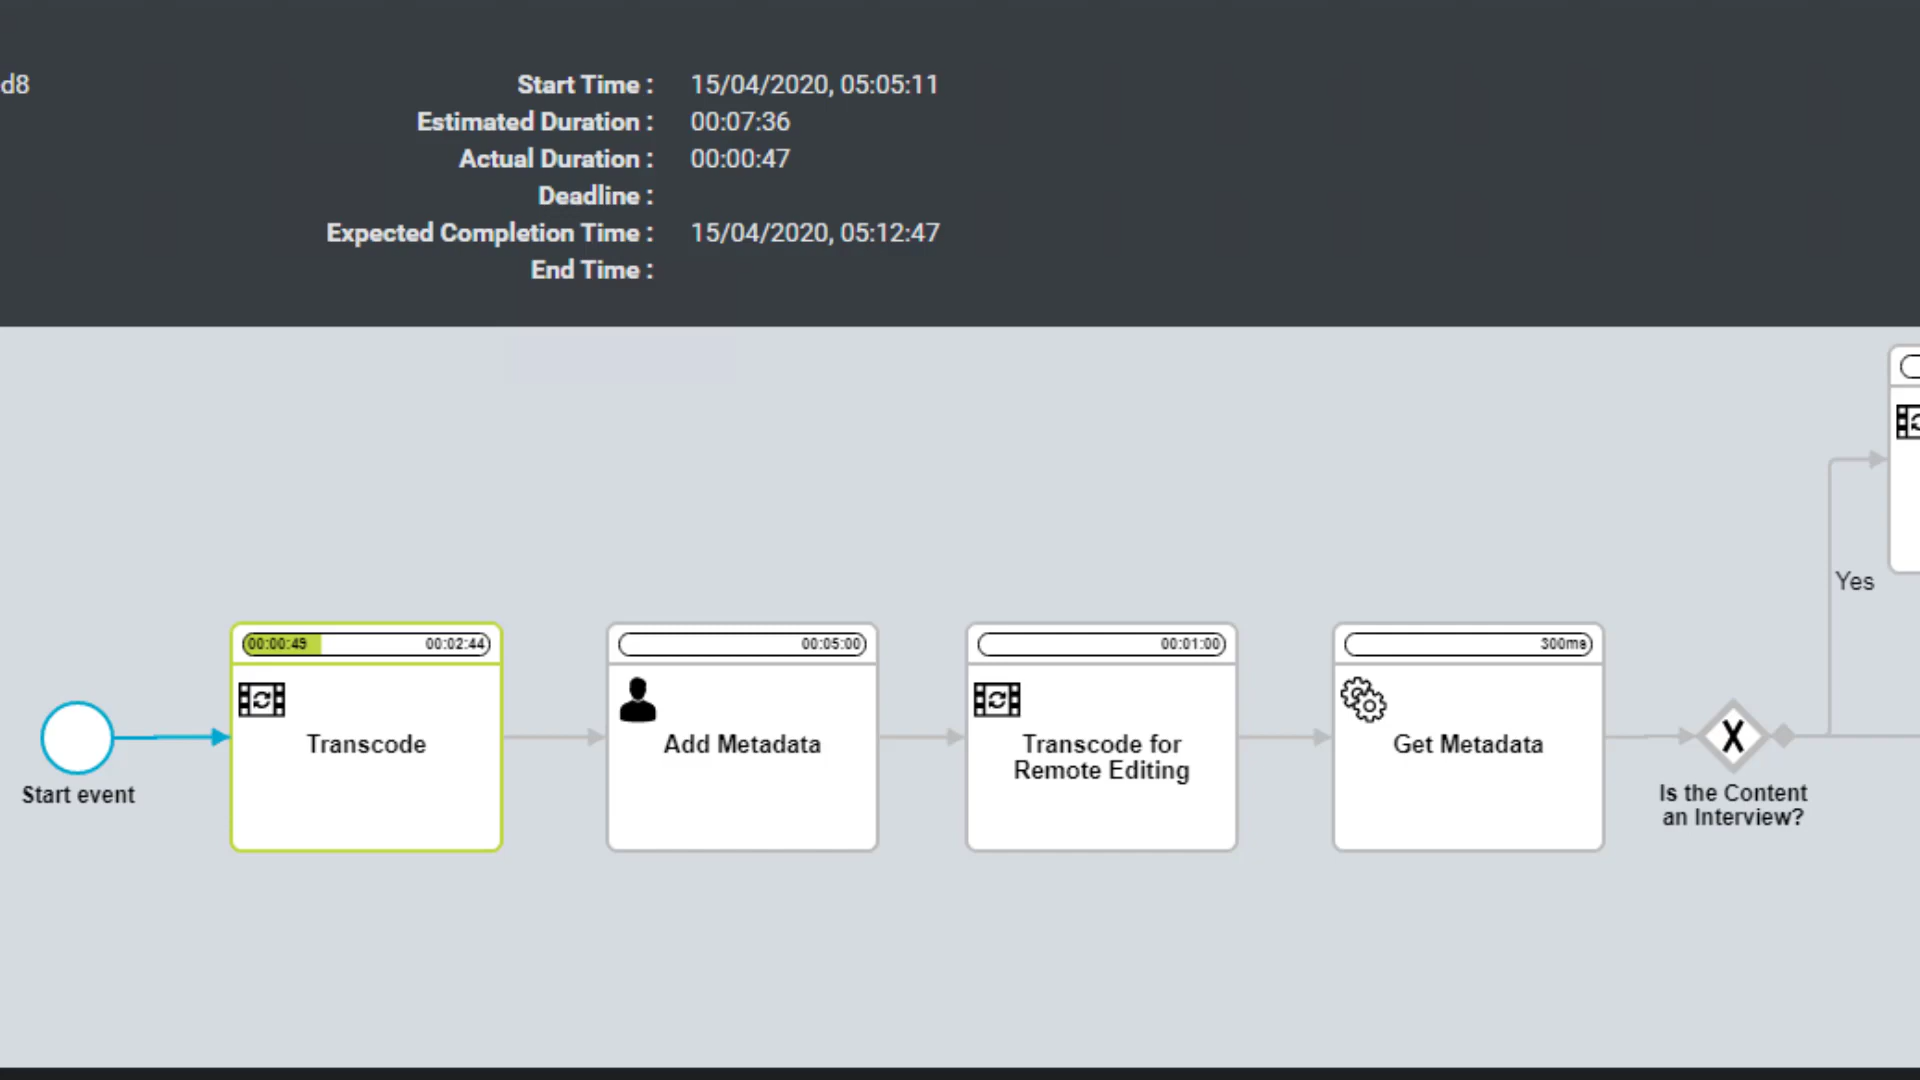 d8
Start Time : 15/04/2020, 05:05:11
Estimated Duration : 00:07:36
Actual Duration : 00:00:47
Deadline :
Expected Completion Time : 15/04/2020, 05:12:47
End Time :
Yes
00:00:49 00:02:44
00:05:00
00:01:00
300ms
Transcode
Add Metadata
Transcode for
Remote Editing
Get Metadata
X
Start event
Is the Content
an Interview?